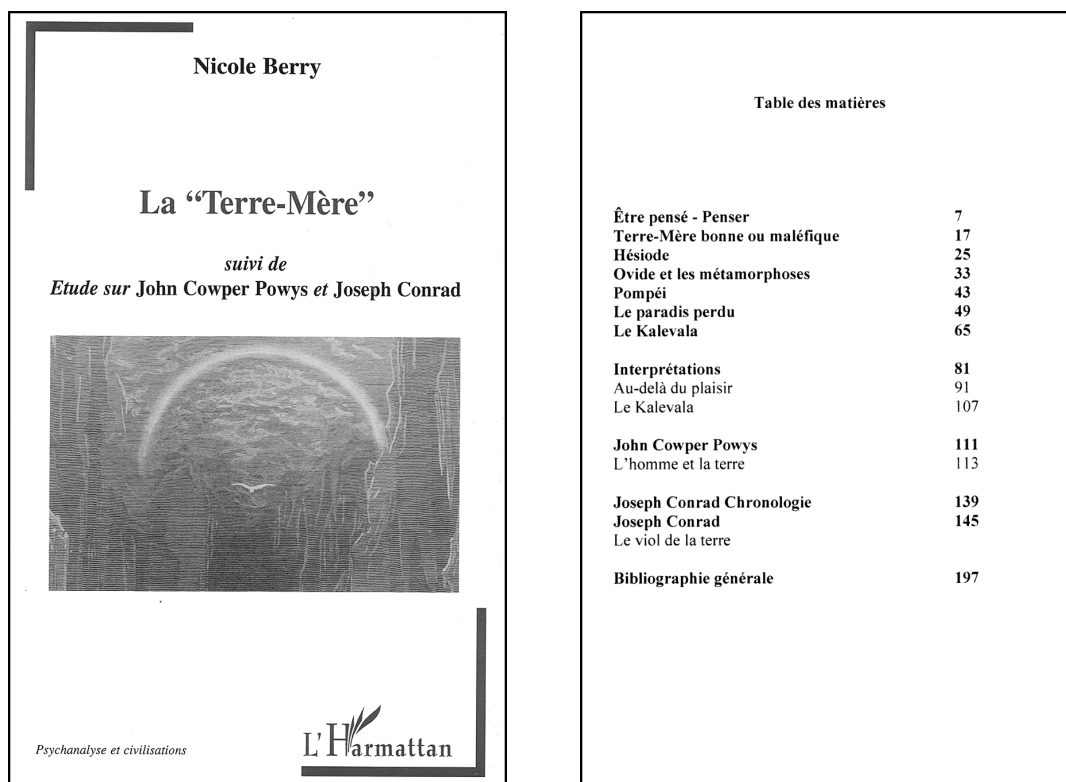 Nicole Berry
La “Terre-Mère”
suivi de
Etude sur John Cowper Powys et Joseph Conrad
Psychanalyse et civilisations
L'Harmattan
Table des matières
Être pensé - Penser 7
Terre-Mère bonne ou maléfique 17
Hésiode 25
Ovide et les métamorphoses 33
Pompéi 43
Le paradis perdu 49
Le Kalevala 65
Interprétations 81
Au-delà du plaisir 91
Le Kalevala 107
John Cowper Powys 111
L'homme et la terre 113
Joseph Conrad Chronologie 139
Joseph Conrad 145
Le viol de la terre
Bibliographie générale 197